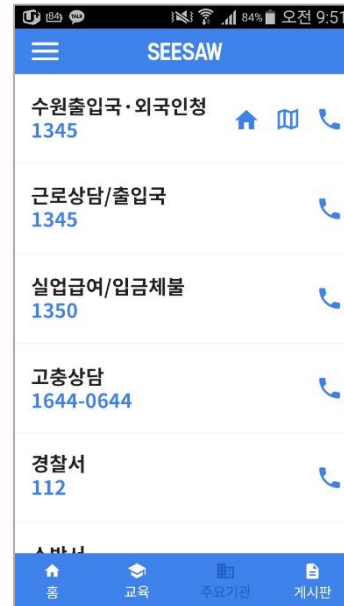 84 TALK 84% 오전 9:51
SEESAW
수원출입국·외국인청
1345
근로상담/출입국
1345
실업급여/입금체불
1350
고충상담
1644-0644
경찰서
112
홈 교육 주요기관 게시판